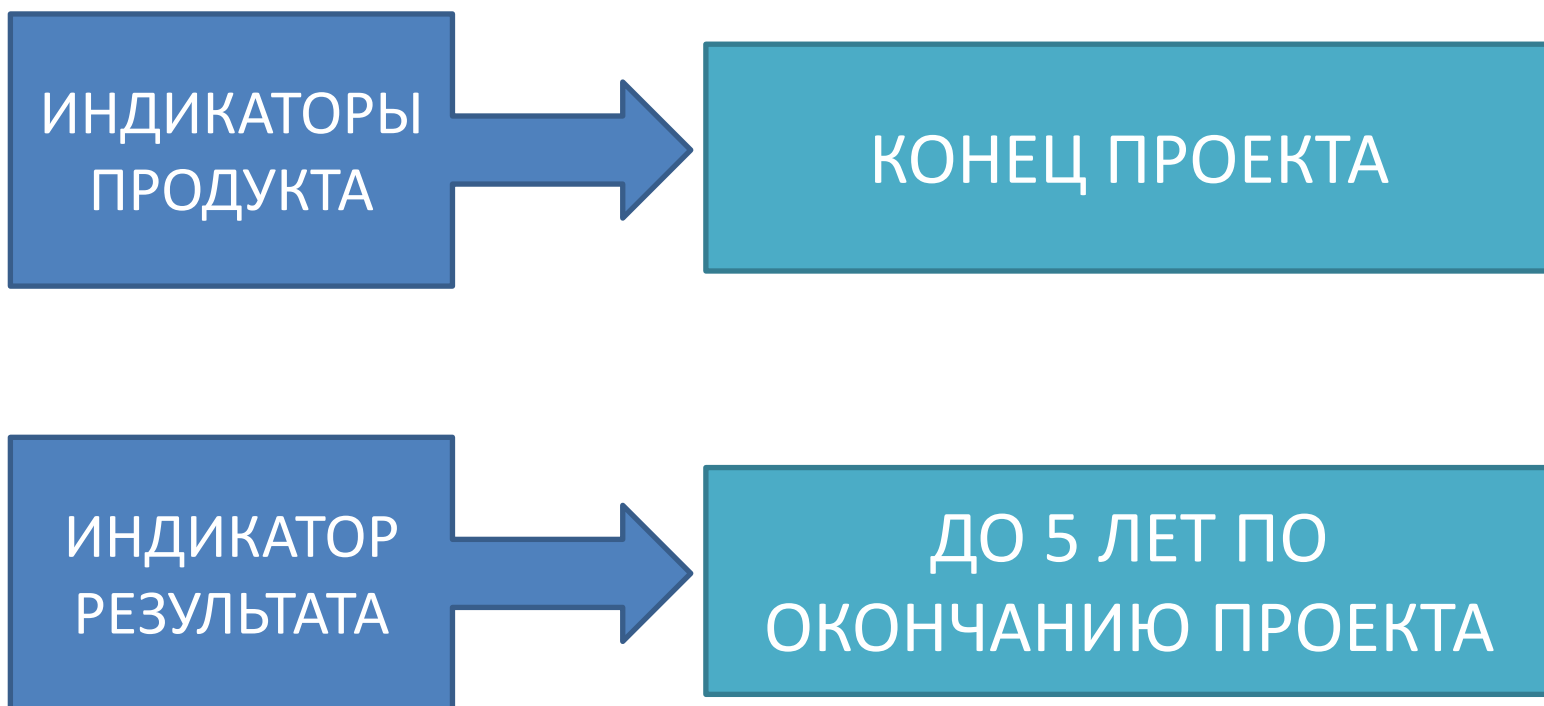 ИНДИКАТОРЫ
ПРОДУКТА
КОНЕЦ ПРОЕКТА
ИНДИКАТОР
РЕЗУЛЬТАТА
ДО 5 ЛЕТ ПО
ОКОНЧАНИЮ ПРОЕКТА